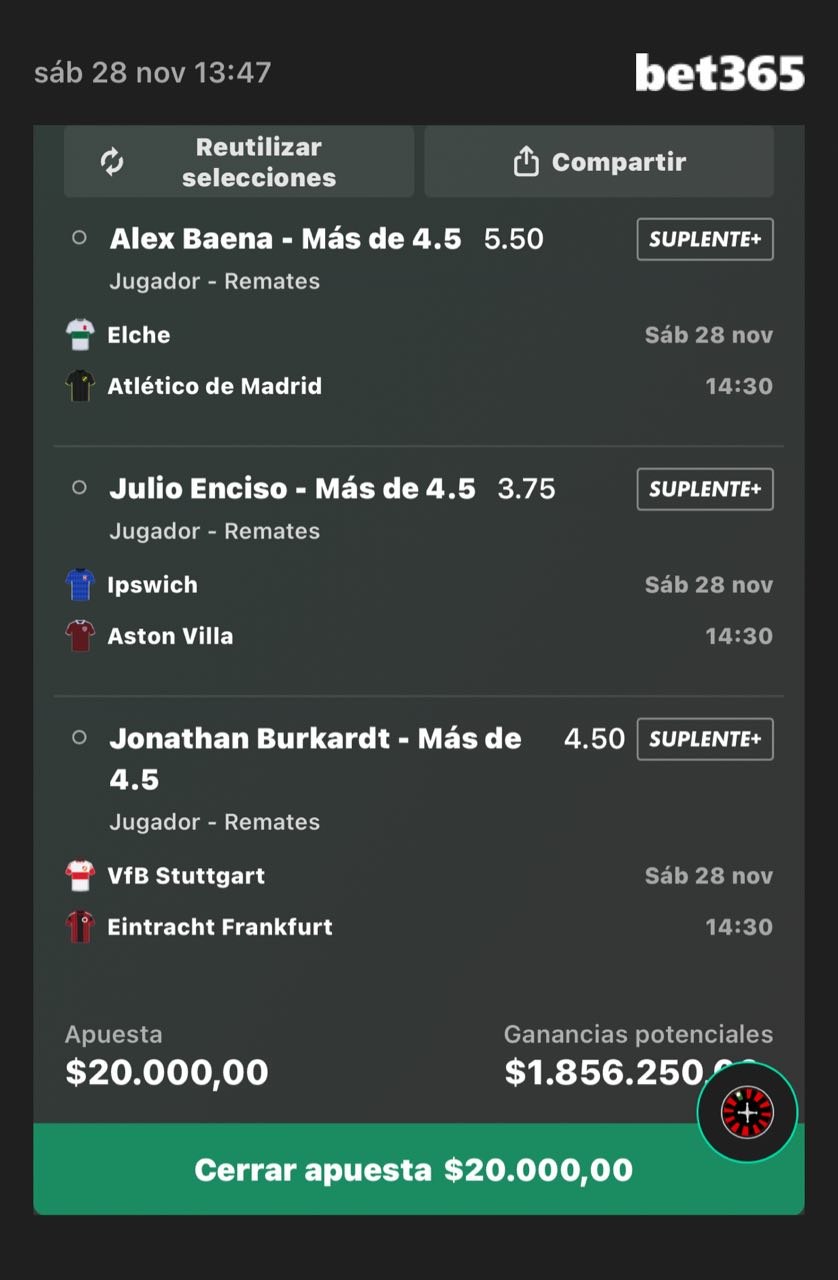 sáb 28 nov 13:47
bet365
Reutilizar
selecciones
Compartir
Alex Baena - Más de 4.5 5.50 SUPLENTE+
Jugador - Remates
Elche Sáb 28 nov
Atlético de Madrid 14:30
Julio Enciso - Más de 4.5 3.75 SUPLENTE+
Jugador - Remates
Ipswich Sáb 28 nov
Aston Villa 14:30
Jonathan Burkardt - Más de 4.50 SUPLENTE+
4.5
Jugador - Remates
VfB Stuttgart Sáb 28 nov
Eintracht Frankfurt 14:30
Apuesta Ganancias potenciales
$20.000,00 $1.856.250
Cerrar apuesta $20.000,00